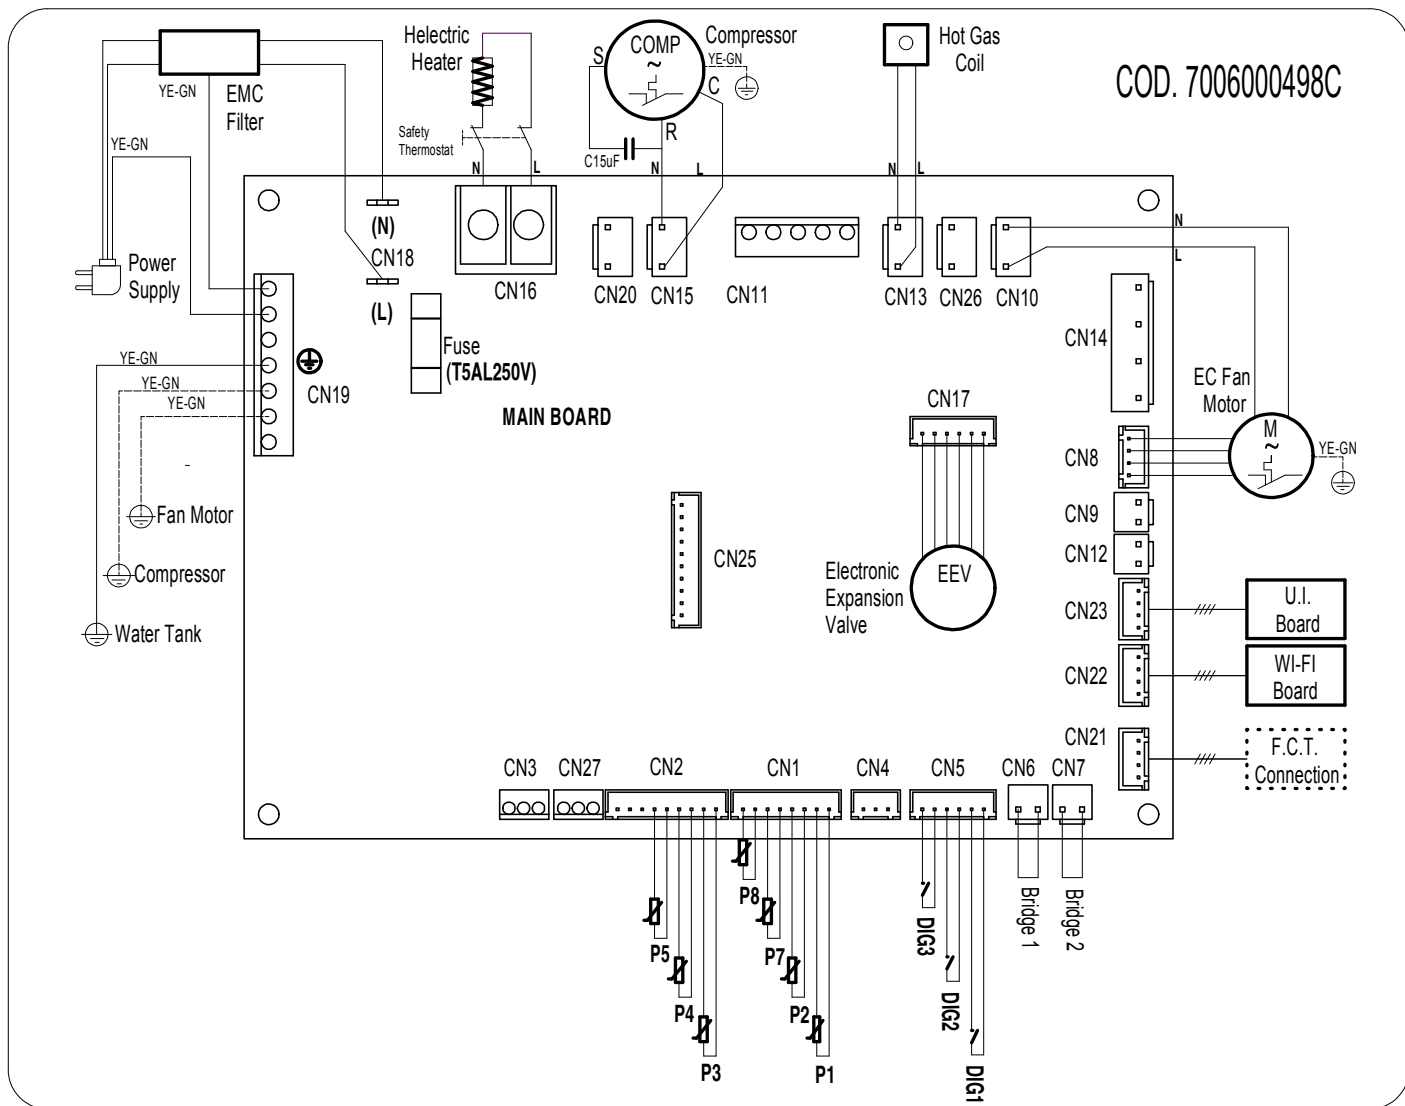 Helectric
Heater
COMP
~
S
C
R
Compressor
YE-GN
Hot Gas
Coil
COD. 7006000498C
YE-GN
EMC
Filter
YE-GN
Safety
Thermostat
C15uF
N
L
N
L
N
L
N
L
(N)
CN18
(L)
Power
Supply
CN16
CN20
CN15
CN11
CN13
CN26
CN10
CN14
Fuse
(T5AL250V)
YE-GN
YE-GN
YE-GN
CN19
MAIN BOARD
CN17
EC Fan
Motor
M
~
YE-GN
CN8
CN9
CN12
CN23
CN22
CN21
Fan Motor
Compressor
Water Tank
CN25
Electronic
Expansion
Valve
EEV
U.I.
Board
WI-FI
Board
F.C.T.
Connection
CN3
CN27
CN2
CN1
CN4
CN5
CN6
CN7
P8
P5
P7
P4
P2
P3
P1
DIG3
DIG2
DIG1
Bridge 1
Bridge 2